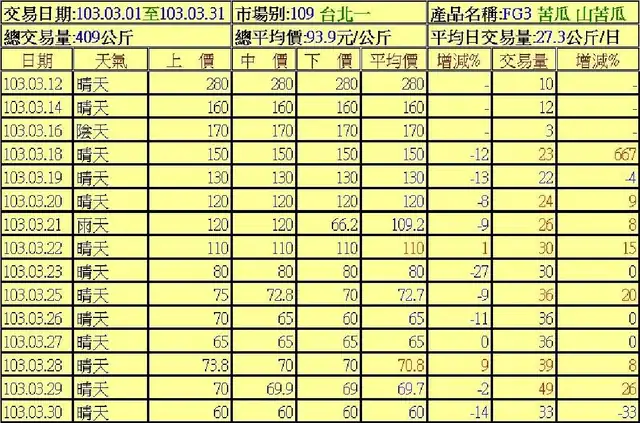 交易日期:103.03.01至103.03.31 市場別:109 台北一 產品名稱:FG3 苦瓜 山苦瓜
總交易量:409公斤 總平均價:93.9元/公斤 平均日交易量:27.3公斤/日
日期 天氣 上 價 中 價 下 價 平均價 增減% 交易量 增減%
103.03.12 晴天 280 280 280 280 - 10 -
103.03.14 晴天 160 160 160 160 - 12 -
103.03.16 陰天 170 170 170 170 - 3 -
103.03.18 晴天 150 150 150 150 -12 23 667
103.03.19 晴天 130 130 130 130 -13 22 -4
103.03.20 晴天 120 120 120 120 -8 24 9
103.03.21 雨天 120 120 66.2 109.2 -9 26 8
103.03.22 晴天 110 110 110 110 1 30 15
103.03.23 晴天 80 80 80 80 -27 30 0
103.03.25 晴天 75 72.8 70 72.7 -9 36 20
103.03.26 晴天 70 65 60 65 -11 36 0
103.03.27 晴天 65 65 65 65 0 36 0
103.03.28 晴天 73.8 70 70 70.8 9 39 8
103.03.29 晴天 70 69.9 69 69.7 -2 49 26
103.03.30 晴天 60 60 60 60 -14 33 -33